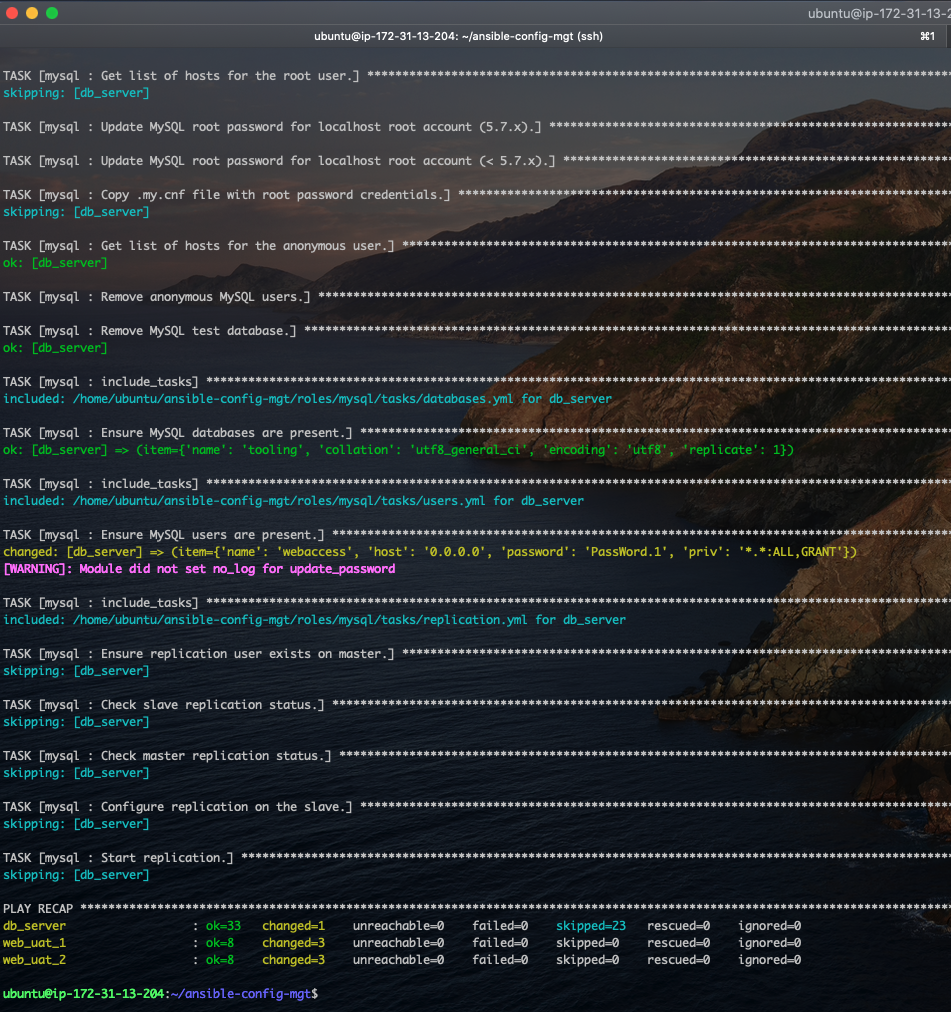 ubuntu@ip-172-31-13-2
ubuntu@ip-172-31-13-204: ~/ansible-config-mgt (ssh) ⌘1
TASK [mysql : Get list of hosts for the root user.] ***********************************************************************************
skipping: [db_server]
TASK [mysql : Update MySQL root password for localhost root account (5.7.x).] *********************************************************
TASK [mysql : Update MySQL root password for localhost root account (< 5.7.x).] *******************************************************
TASK [mysql : Copy .my.cnf file with root password credentials.] **********************************************************************
skipping: [db_server]
TASK [mysql : Get list of hosts for the anonymous user.] ******************************************************************************
ok: [db_server]
TASK [mysql : Remove anonymous MySQL users.] ******************************************************************************************
TASK [mysql : Remove MySQL test database.] ********************************************************************************************
ok: [db_server]
TASK [mysql : include_tasks] **********************************************************************************************************
included: /home/ubuntu/ansible-config-mgt/roles/mysql/tasks/databases.yml for db_server
TASK [mysql : Ensure MySQL databases are present.] ************************************************************************************
ok: [db_server] => (item={'name': 'tooling', 'collation': 'utf8_general_ci', 'encoding': 'utf8', 'replicate': 1})
TASK [mysql : include_tasks] **********************************************************************************************************
included: /home/ubuntu/ansible-config-mgt/roles/mysql/tasks/users.yml for db_server
TASK [mysql : Ensure MySQL users are present.] ****************************************************************************************
changed: [db_server] => (item={'name': 'webaccess', 'host': '0.0.0.0', 'password': 'PassWord.1', 'priv': '*.*:ALL,GRANT'})
[WARNING]: Module did not set no_log for update_password
TASK [mysql : include_tasks] **********************************************************************************************************
included: /home/ubuntu/ansible-config-mgt/roles/mysql/tasks/replication.yml for db_server
TASK [mysql : Ensure replication user exists on master.] ******************************************************************************
skipping: [db_server]
TASK [mysql : Check slave replication status.] ****************************************************************************************
skipping: [db_server]
TASK [mysql : Check master replication status.] ***************************************************************************************
skipping: [db_server]
TASK [mysql : Configure replication on the slave.] ************************************************************************************
skipping: [db_server]
TASK [mysql : Start replication.] *****************************************************************************************************
skipping: [db_server]
PLAY RECAP ****************************************************************************************************************************
db_server : ok=33 changed=1 unreachable=0 failed=0 skipped=23 rescued=0 ignored=0
web_uat_1 : ok=8 changed=3 unreachable=0 failed=0 skipped=0 rescued=0 ignored=0
web_uat_2 : ok=8 changed=3 unreachable=0 failed=0 skipped=0 rescued=0 ignored=0
ubuntu@ip-172-31-13-204:~/ansible-config-mgt$